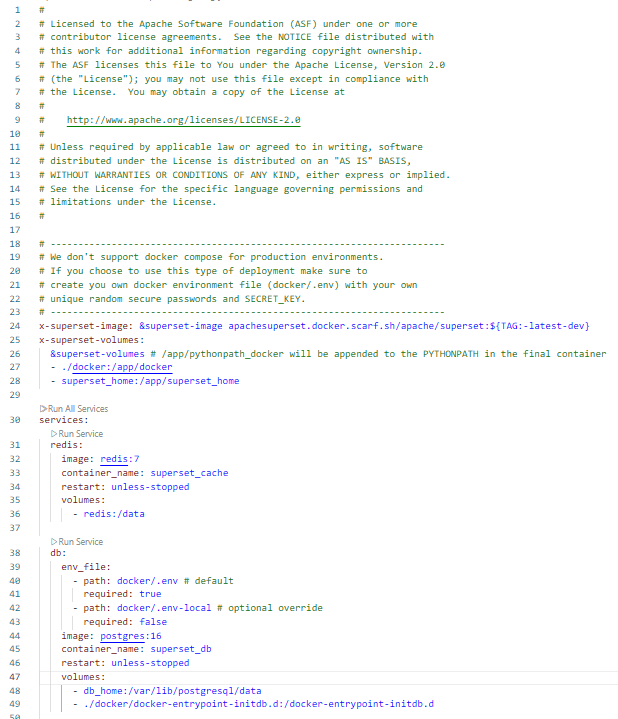 1 #
2 # Licensed to the Apache Software Foundation (ASF) under one or more
3 # contributor license agreements.  See the NOTICE file distributed with
4 # this work for additional information regarding copyright ownership.
5 # The ASF licenses this file to You under the Apache License, Version 2.0
6 # (the "License"); you may not use this file except in compliance with
7 # the License.  You may obtain a copy of the License at
8 #
9 #    http://www.apache.org/licenses/LICENSE-2.0
10 #
11 # Unless required by applicable law or agreed to in writing, software
12 # distributed under the License is distributed on an "AS IS" BASIS,
13 # WITHOUT WARRANTIES OR CONDITIONS OF ANY KIND, either express or implied.
14 # See the License for the specific language governing permissions and
15 # limitations under the License.
16 #
17
18 # -----------------------------------------------------------------------
19 # We don't support docker compose for production environments.
20 # If you choose to use this type of deployment make sure to
21 # create you own docker environment file (docker/.env) with your own
22 # unique random secure passwords and SECRET_KEY.
23 # -----------------------------------------------------------------------
24 x-superset-image: &superset-image apachesuperset.docker.scarf.sh/apache/superset:${TAG:-latest-dev}
25 x-superset-volumes:
26   &superset-volumes # /app/pythonpath_docker will be appended to the PYTHONPATH in the final container
27   - ./docker:/app/docker
28   - superset_home:/app/superset_home
29
▷Run All Services
30 services:
▷Run Service
31   redis:
32     image: redis:7
33     container_name: superset_cache
34     restart: unless-stopped
35     volumes:
36       - redis:/data
37
▷Run Service
38   db:
39     env_file:
40       - path: docker/.env # default
41         required: true
42       - path: docker/.env-local # optional override
43         required: false
44     image: postgres:16
45     container_name: superset_db
46     restart: unless-stopped
47     volumes:
48       - db_home:/var/lib/postgresql/data
49       - ./docker/docker-entrypoint-initdb.d:/docker-entrypoint-initdb.d
50